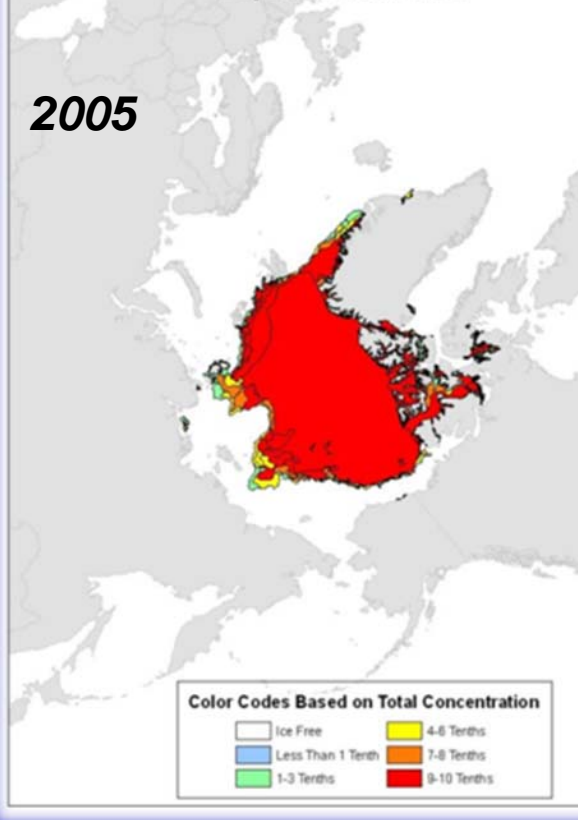 2005
Color Codes Based on Total Concentration
Ice Free
4-6 Tenths
Less Than 1 Tenth
7-8 Tenths
1-3 Tenths
9-10 Tenths